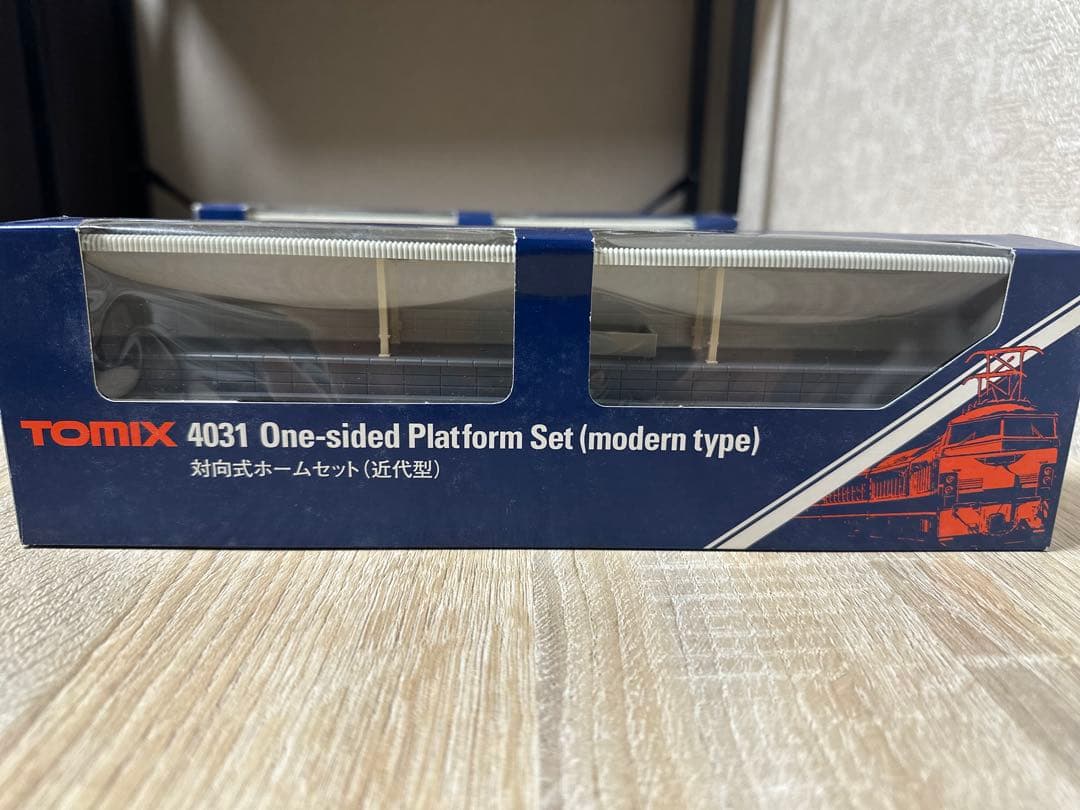 TOMIX 4031 One-sided Platform Set (modern type)
対向式ホームセット(近代型)